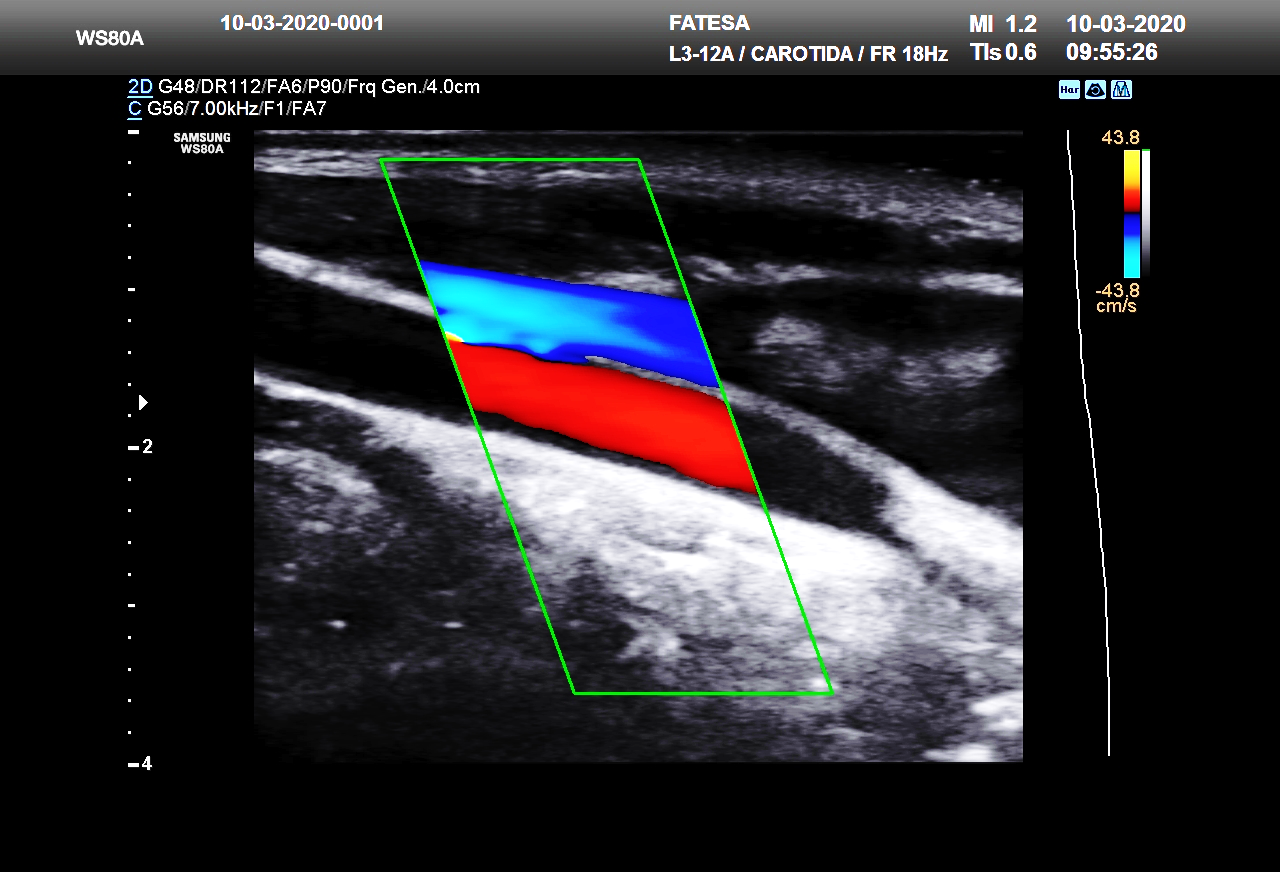 WS80A
10-03-2020-0001
FATESA
L3-12A / CAROTIDA / FR 18Hz
MI 1.2
TIs 0.6
10-03-2020
09:55:26
2D G48/DR112/FA6/P90/Frq Gen./4.0cm
C G56/7.00kHz/F1/FA7
Har
SAMSUNG
WS80A
43.8
-43.8
cm/s
2
4